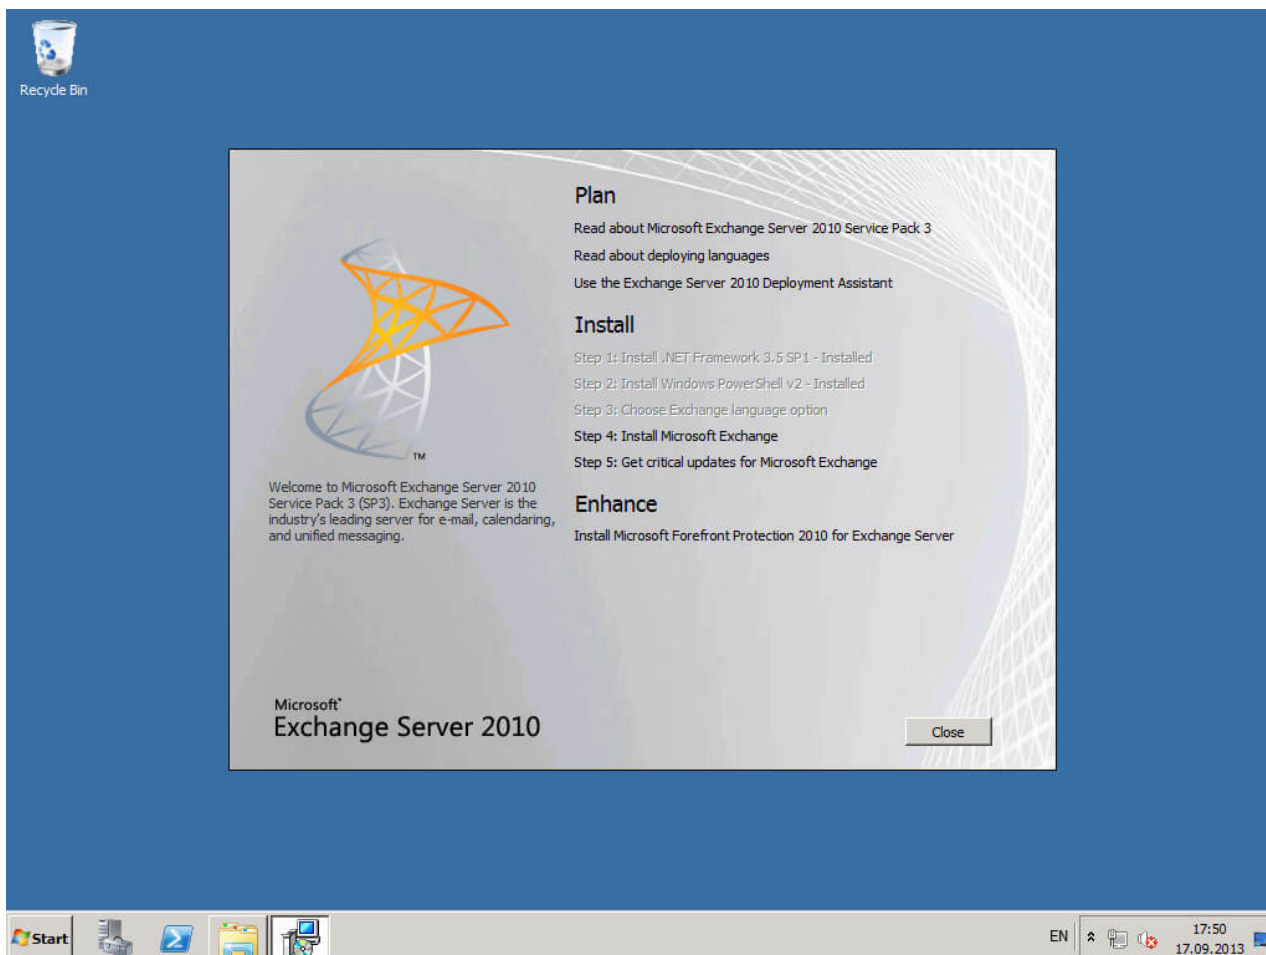 Recycle Bin
Plan
Read about Microsoft Exchange Server 2010 Service Pack 3
Read about deploying languages
Use the Exchange Server 2010 Deployment Assistant
Install
Step 1: Install .NET Framework 3.5 SP1 - Installed
Step 2: Install Windows PowerShell v2 - Installed
Step 3: Choose Exchange language option
Step 4: Install Microsoft Exchange
Step 5: Get critical updates for Microsoft Exchange
Enhance
Install Microsoft Forefront Protection 2010 for Exchange Server
TM
Welcome to Microsoft Exchange Server 2010
Service Pack 3 (SP3). Exchange Server is the
industry's leading server for e-mail, calendaring,
and unified messaging.
Microsoft®
Exchange Server 2010
Close
Start
EN
17:50
17.09.2013